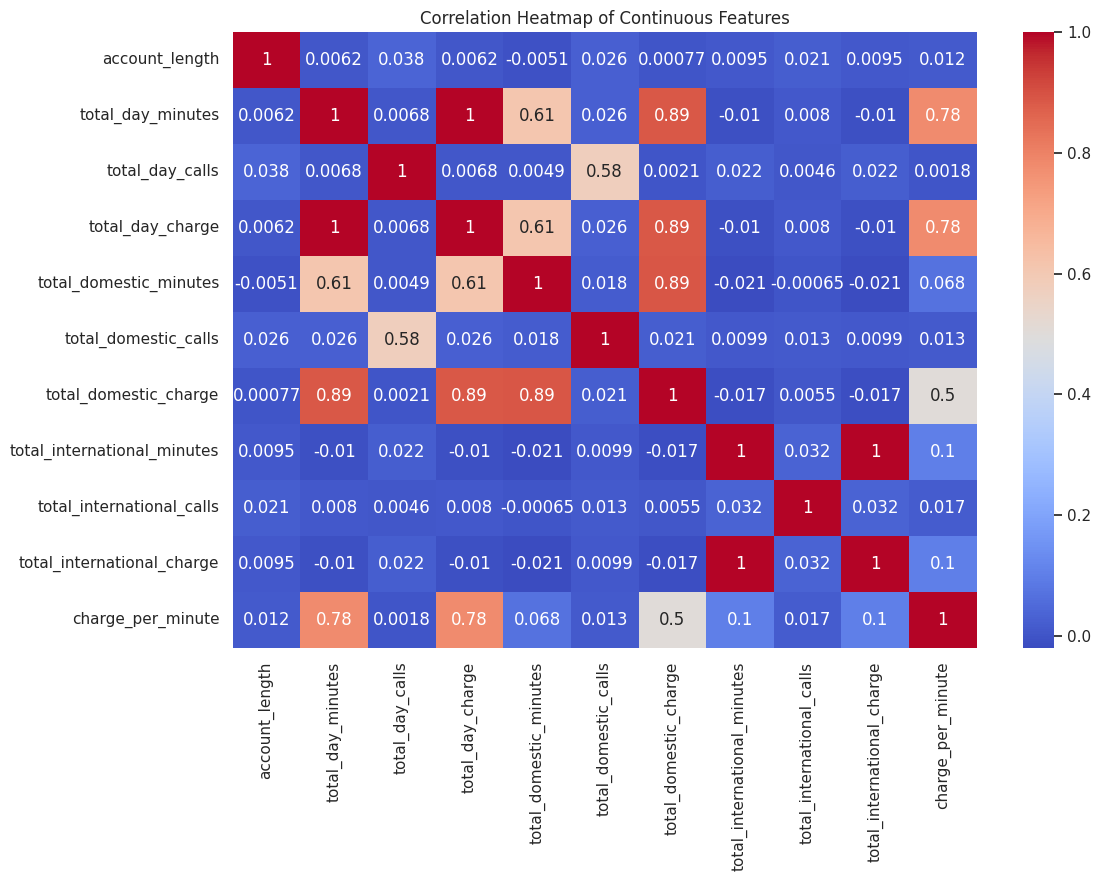 Correlation Heatmap of Continuous Features
account_length 1 0.0062 0.038 0.0062 -0.0051 0.026 0.00077 0.0095 0.021 0.0095 0.012
total_day_minutes 0.0062 1 0.0068 1 0.61 0.026 0.89 -0.01 0.008 -0.01 0.78
total_day_calls 0.038 0.0068 1 0.0068 0.0049 0.58 0.0021 0.022 0.0046 0.022 0.0018
total_day_charge 0.0062 1 0.0068 1 0.61 0.026 0.89 -0.01 0.008 -0.01 0.78
total_domestic_minutes -0.0051 0.61 0.0049 0.61 1 0.018 0.89 -0.021 -0.00065 -0.021 0.068
total_domestic_calls 0.026 0.026 0.58 0.026 0.018 1 0.021 0.0099 0.013 0.0099 0.013
total_domestic_charge 0.00077 0.89 0.0021 0.89 0.89 0.021 1 -0.017 0.0055 -0.017 0.5
total_international_minutes 0.0095 -0.01 0.022 -0.01 -0.021 0.0099 -0.017 1 0.032 1 0.1
total_international_calls 0.021 0.008 0.0046 0.008 -0.00065 0.013 0.0055 0.032 1 0.032 0.017
total_international_charge 0.0095 -0.01 0.022 -0.01 -0.021 0.0099 -0.017 1 0.032 1 0.1
charge_per_minute 0.012 0.78 0.0018 0.78 0.068 0.013 0.5 0.1 0.017 0.1 1
account_length
total_day_minutes
total_day_calls
total_day_charge
total_domestic_minutes
total_domestic_calls
total_domestic_charge
total_international_minutes
total_international_calls
total_international_charge
charge_per_minute
1.0
0.8
0.6
0.4
0.2
0.0